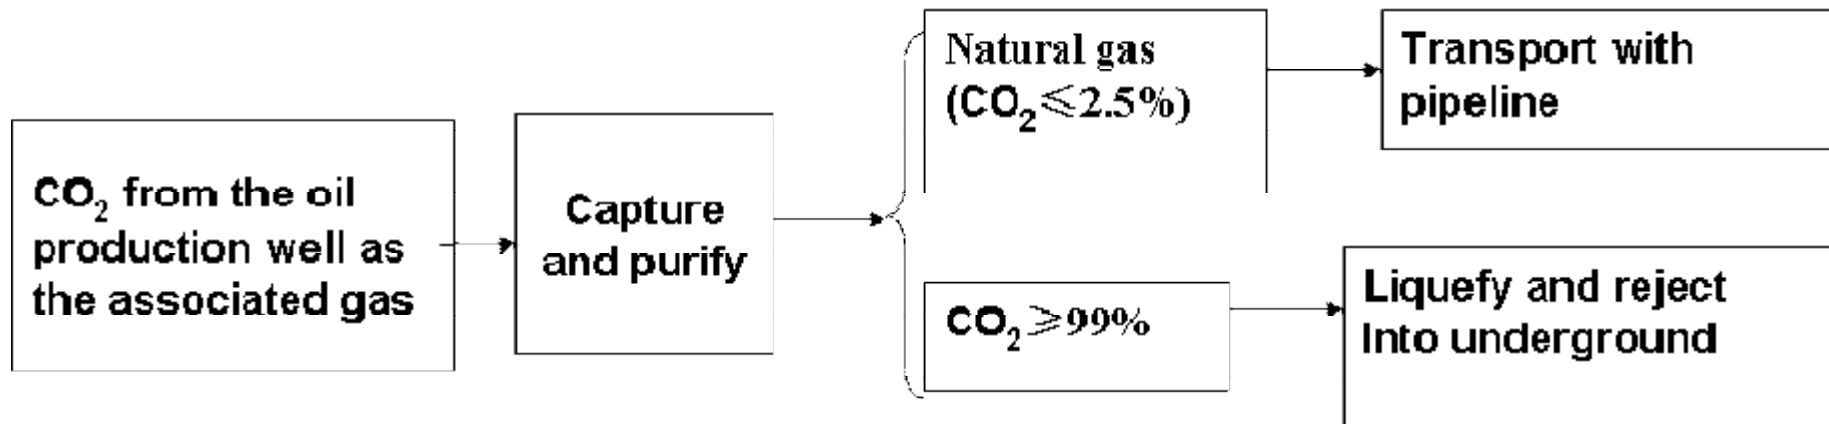 CO₂ from the oil
production well as
the associated gas
Capture
and purify
Natural gas
(CO₂⩽2.5%)
Transport with
pipeline
CO₂⩾99%
Liquefy and reject
Into underground